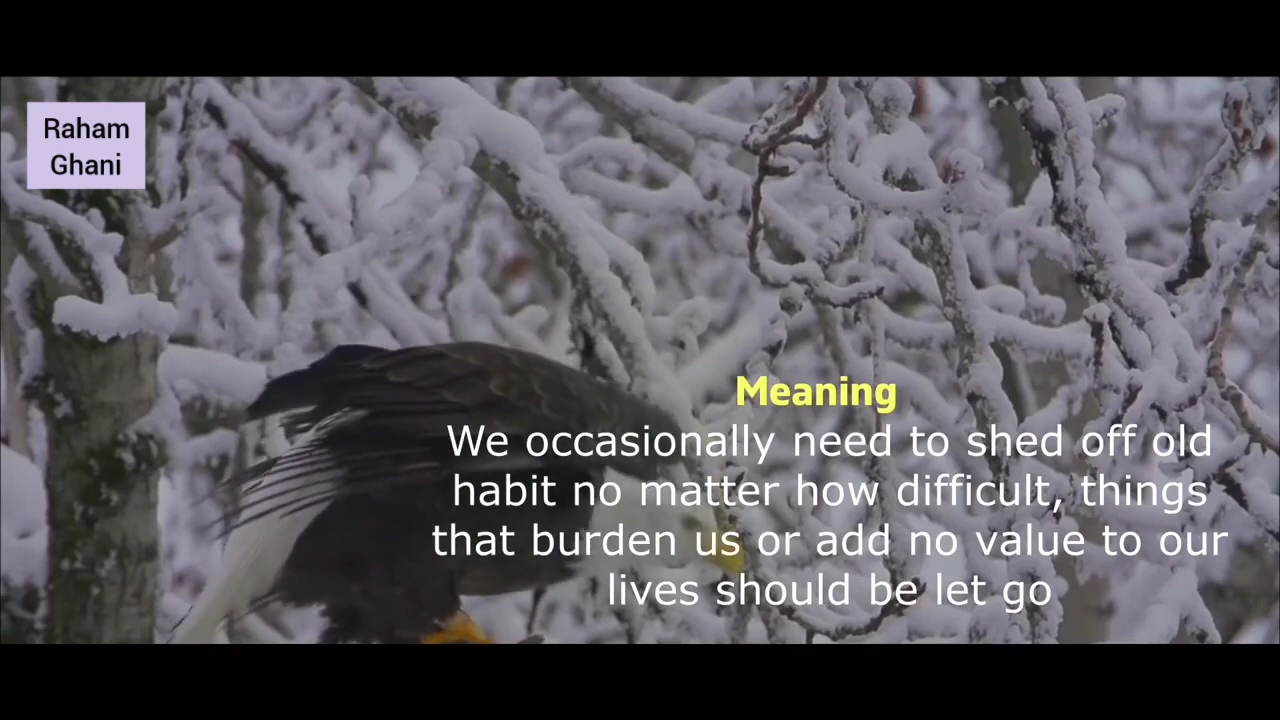 Raham
Ghani
Meaning
We occasionally need to shed off old
habit no matter how difficult, things
that burden us or add no value to our
lives should be let go